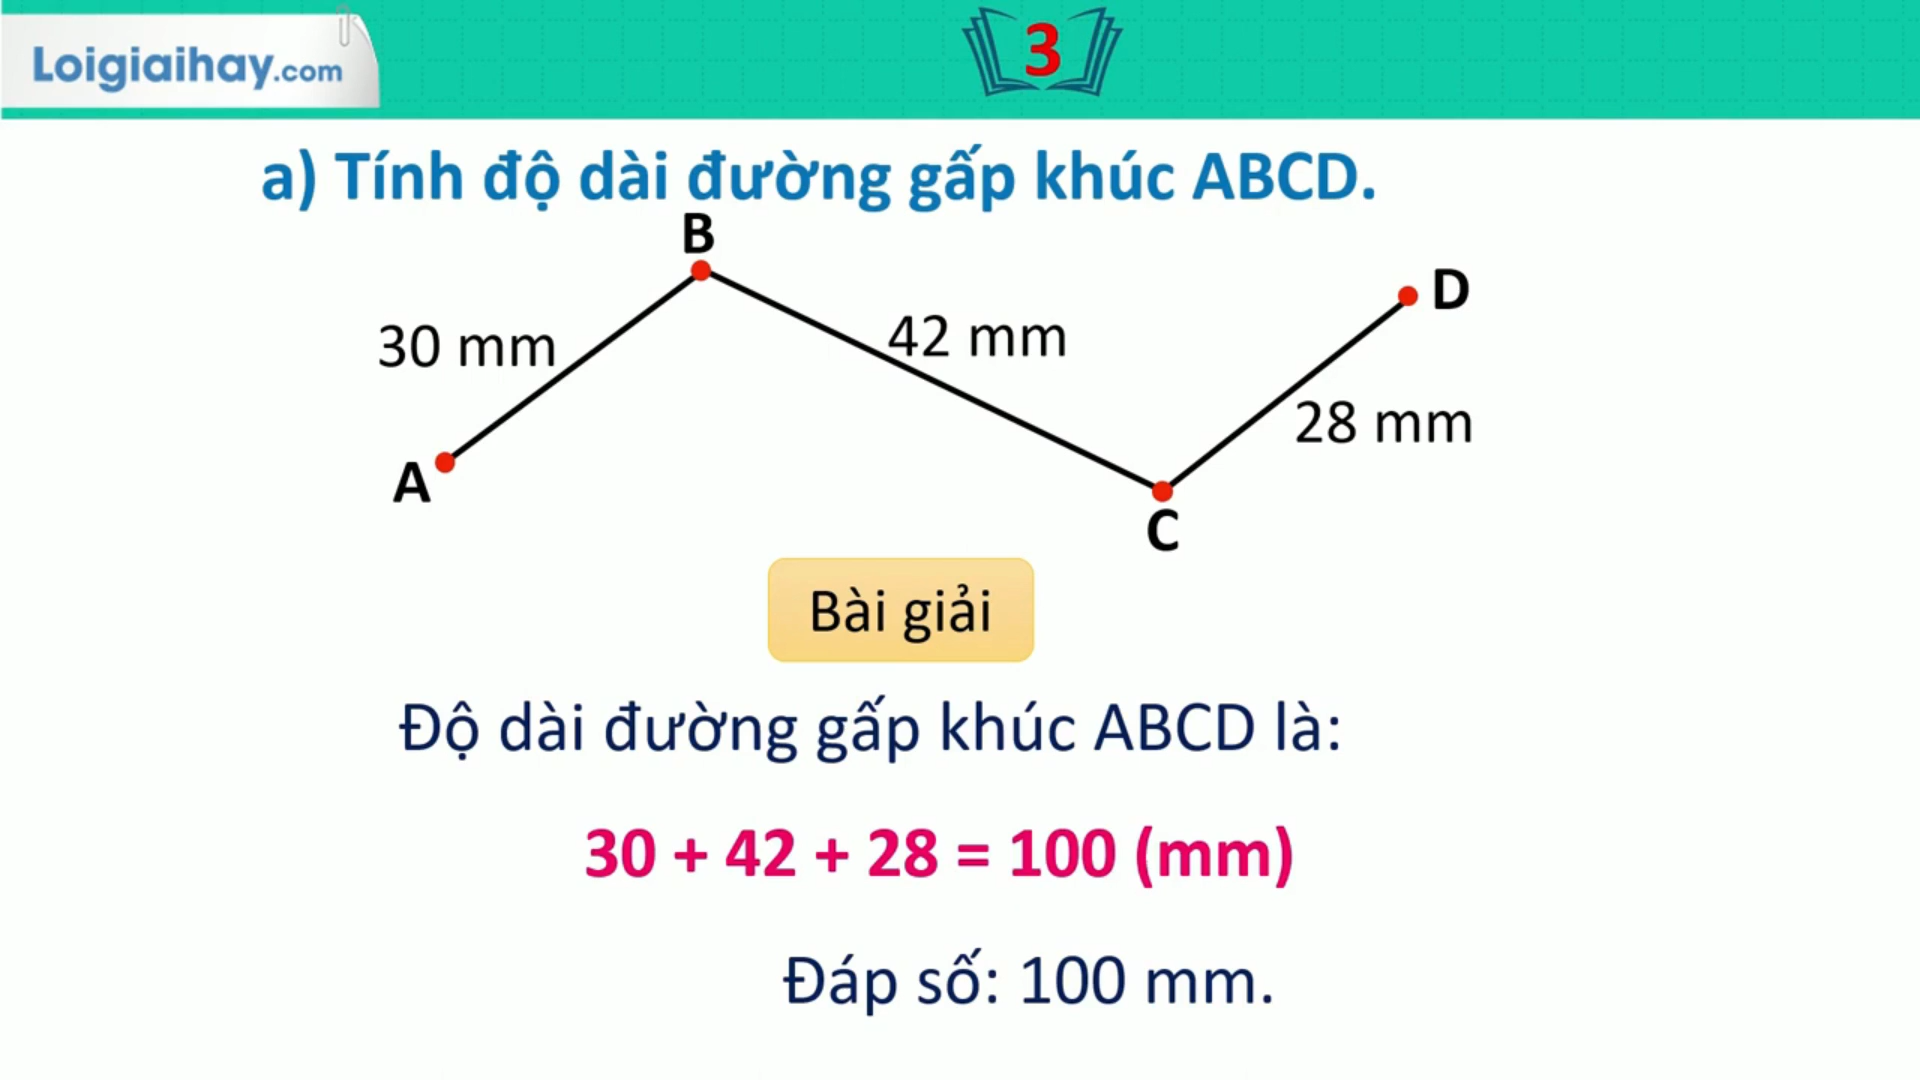 Loigiaihay.com
3
a) Tính độ dài đường gấp khúc ABCD.
B
D
30 mm
42 mm
28 mm
A
C
Bài giải
Độ dài đường gấp khúc ABCD là:
30 + 42 + 28 = 100 (mm)
Đáp số: 100 mm.